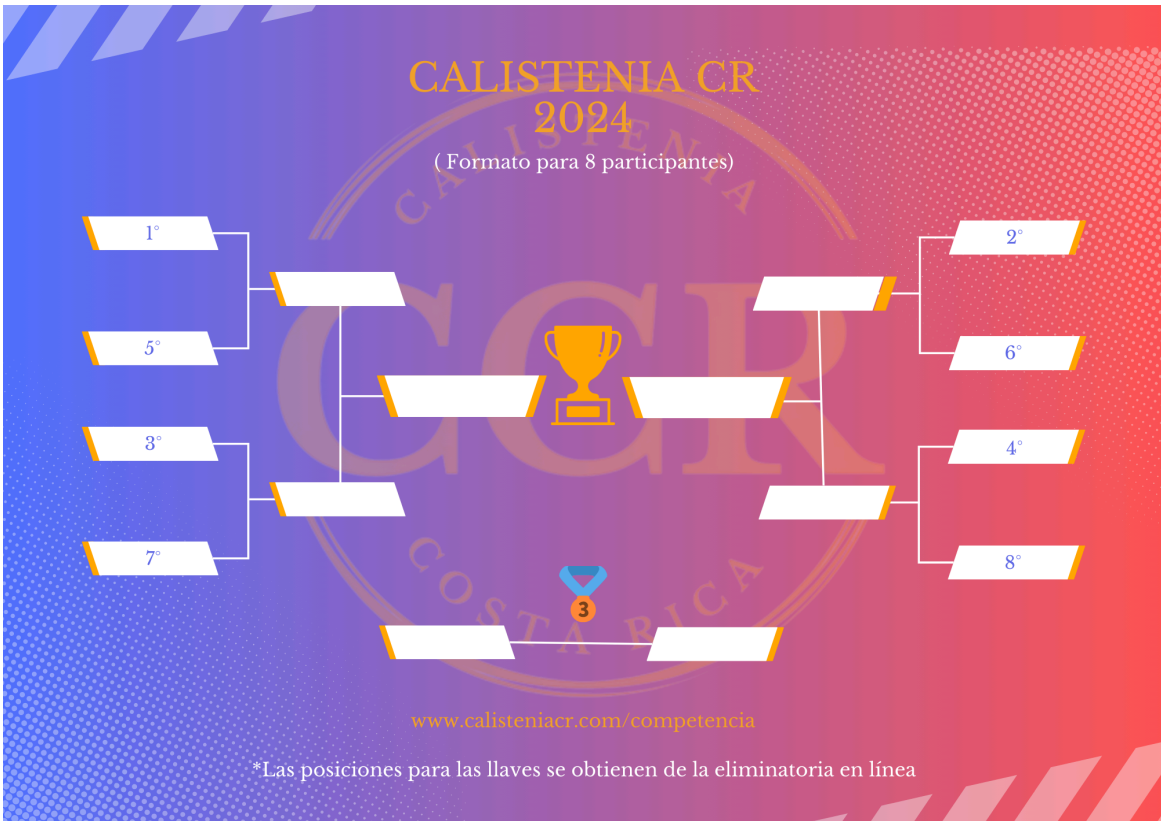 CALISTENIA CR
2024
( Formato para 8 participantes)
CALISTENIA
1°
2°
5°
6°
CCR
3°
4°
7°
8°
3
COSTA RICA
www.calisteniacr.com/competencia
*Las posiciones para las llaves se obtienen de la eliminatoria en línea